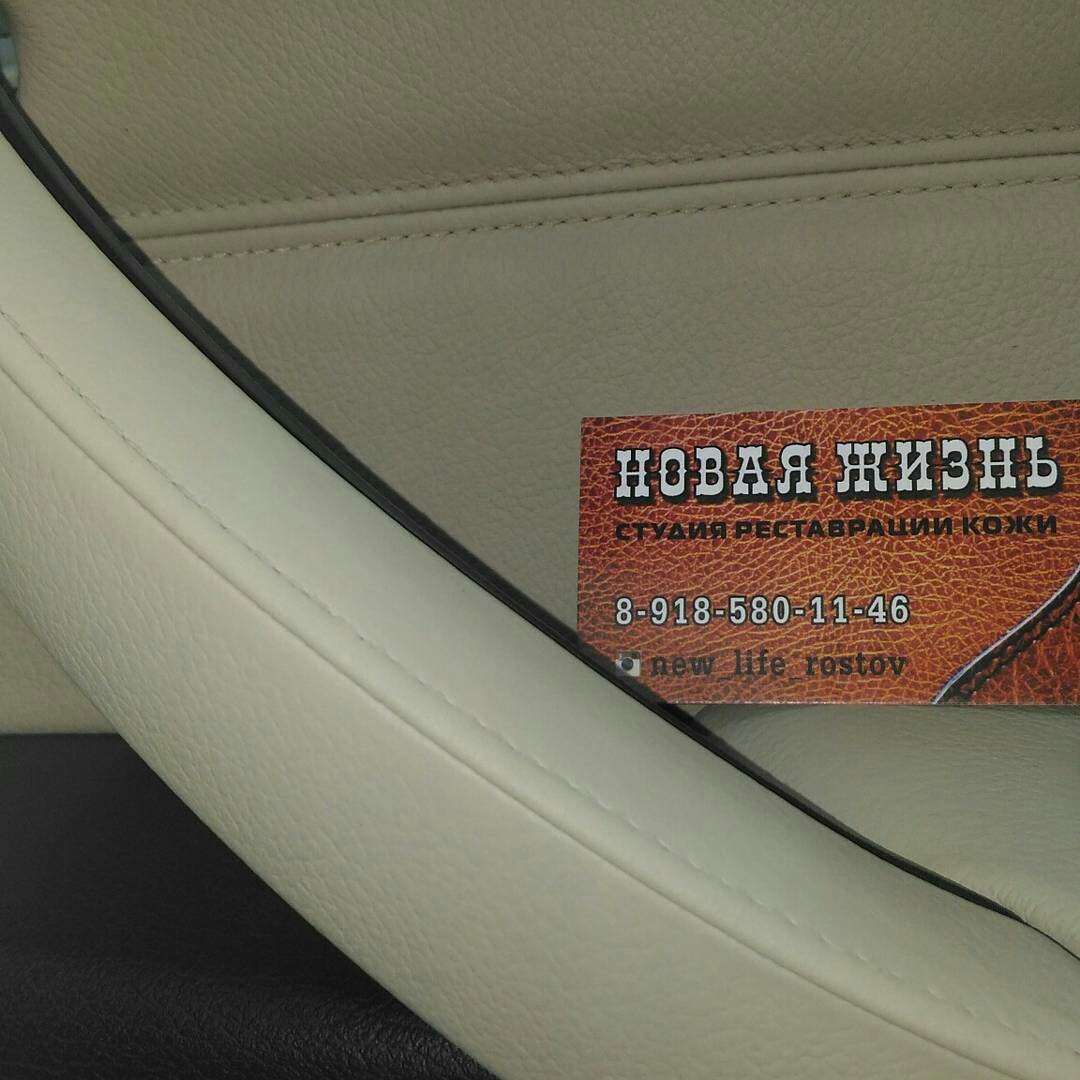 НОВАЯ ЖИЗНЬ
СТУДИЯ РЕСТАВРАЦИИ КОЖИ
8-918-580-11-46
new_life_rostov